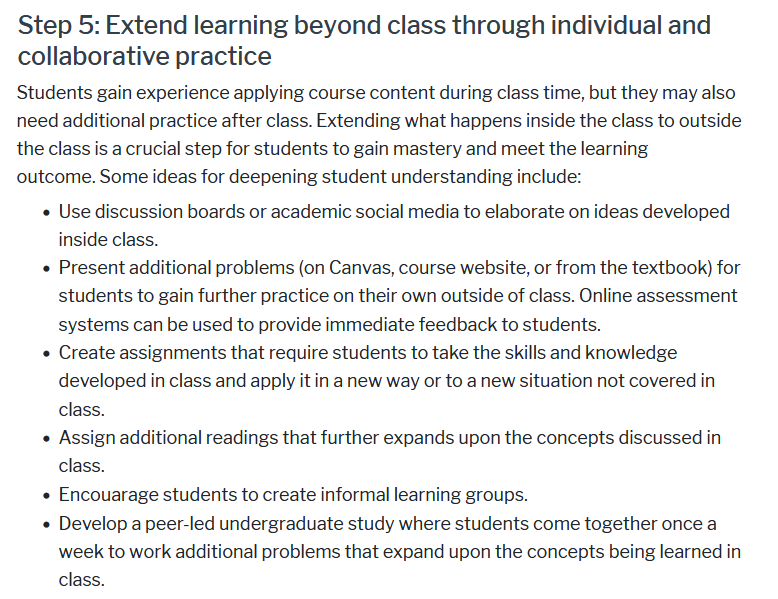 Step 5: Extend learning beyond class through individual and
collaborative practice
Students gain experience applying course content during class time, but they may also
need additional practice after class. Extending what happens inside the class to outside
the class is a crucial step for students to gain mastery and meet the learning
outcome. Some ideas for deepening student understanding include:
• Use discussion boards or academic social media to elaborate on ideas developed
inside class.
• Present additional problems (on Canvas, course website, or from the textbook) for
students to gain further practice on their own outside of class. Online assessment
systems can be used to provide immediate feedback to students.
• Create assignments that require students to take the skills and knowledge
developed in class and apply it in a new way or to a new situation not covered in
class.
• Assign additional readings that further expands upon the concepts discussed in
class.
• Encouarage students to create informal learning groups.
• Develop a peer-led undergraduate study where students come together once a
week to work additional problems that expand upon the concepts being learned in
class.